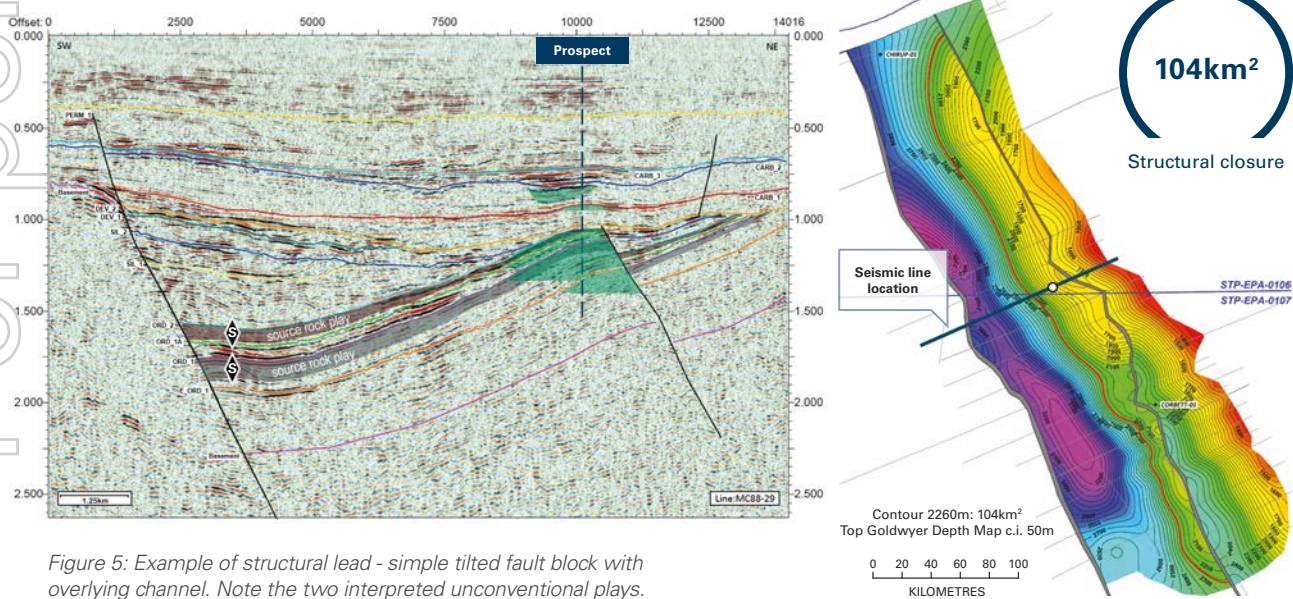 Offset: 0 2500 5000 7500 10000 12500 14016
0.000 0.000
SW NE
Prospect
PERM_1
0.500 0.500
CARB_3 CARB_2
Basement CARB_1
DEV_2
DEV_1
1.000 1.000
SIL_2
SIL_1
1.500 1.500
ORD_2 S source rock play
ORD_1A
ORD_1 S source rock play
E_ORD_1
2.000 2.000
Basement
2.500 2.500
1.25km
Line:MC88-29
Figure 5: Example of structural lead - simple tilted fault block with
overlying channel. Note the two interpreted unconventional plays.
CHIRUP-01
104km²
Structural closure
Seismic line
location
STP-EPA-0106
STP-EPA-0107
CORBETT-01
Contour 2260m: 104km²
Top Goldwyer Depth Map c.i. 50m
0 20 40 60 80 100
KILOMETRES